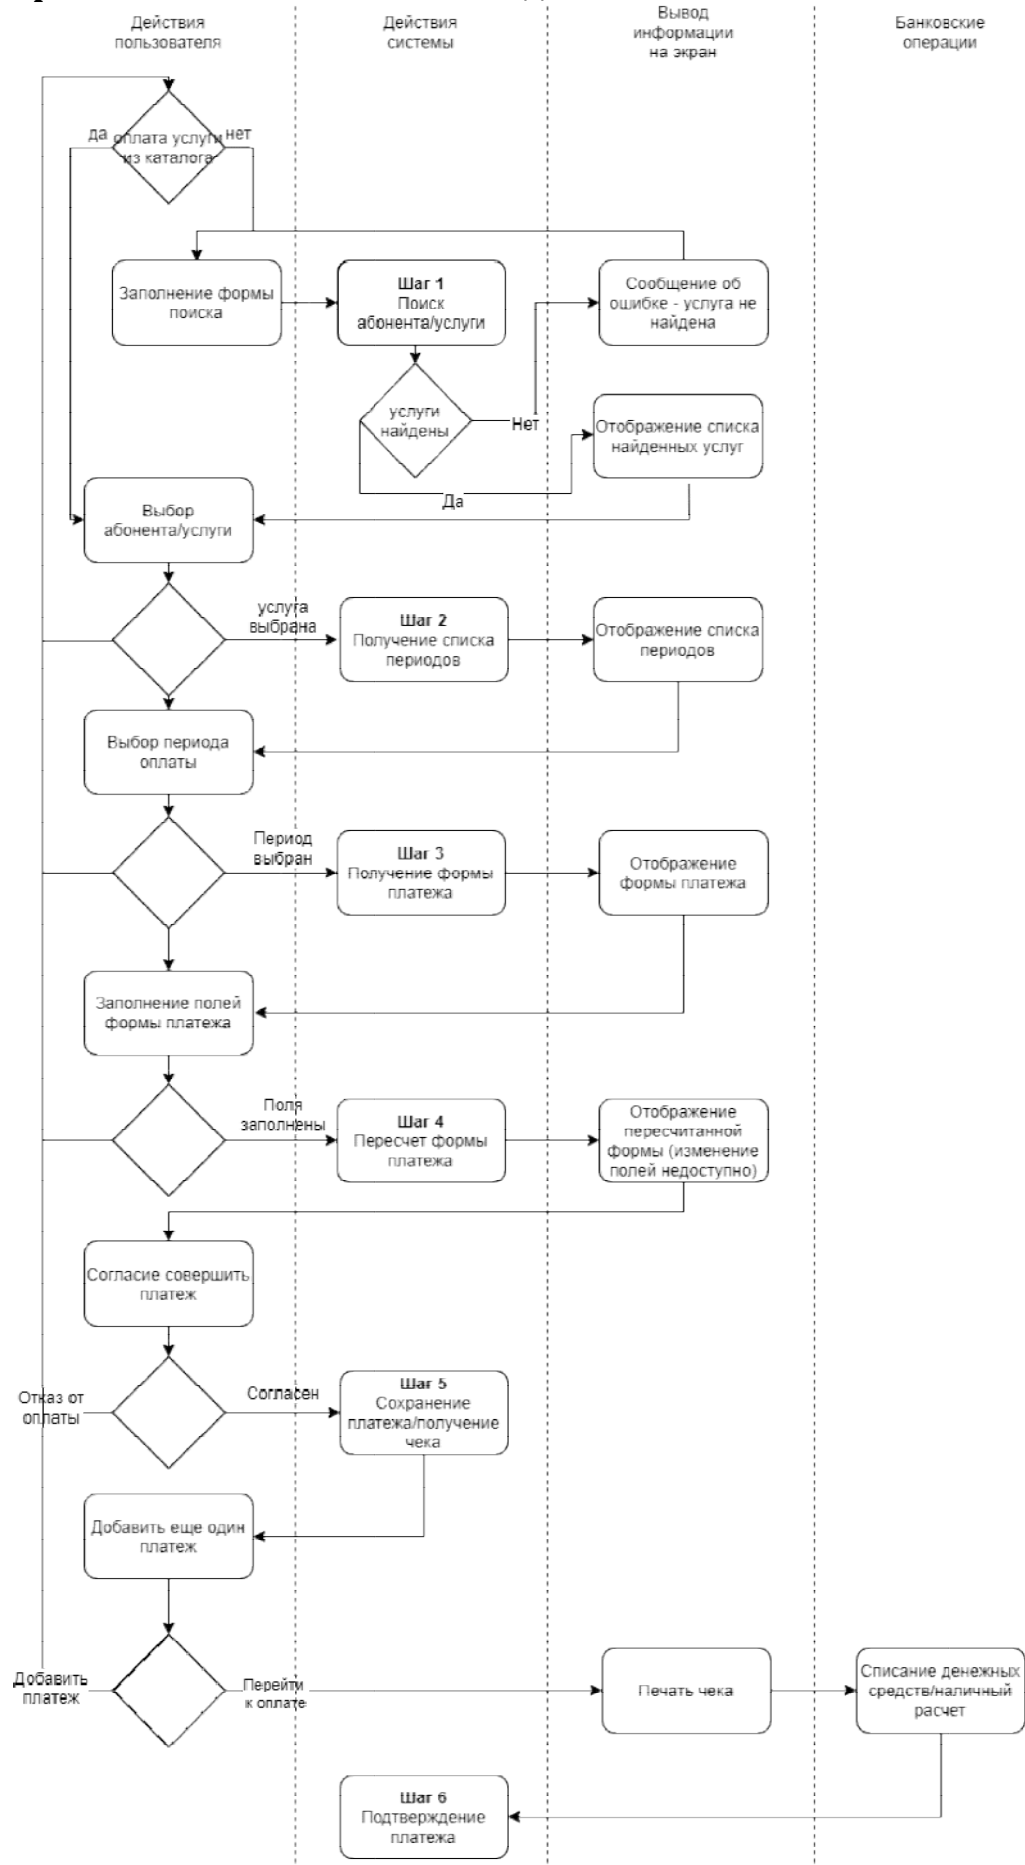 Действия
пользователя
Действия
системы
Вывод
информации
на экран
Банковские
операции
да
оплата услуги
из каталога
нет
Заполнение формы
поиска
Шаг 1
Поиск
абонента/услуги
Сообщение об
ошибке - услуга не
найдена
услуги
найдены
Нет
Да
Отображение списка
найденных услуг
Выбор
абонента/услуги
услуга
выбрана
Шаг 2
Получение списка
периодов
Отображение списка
периодов
Выбор периода
оплаты
Период
выбран
Шаг 3
Получение формы
платежа
Отображение
формы платежа
Заполнение полей
формы платежа
Поля
заполнены
Шаг 4
Пересчет формы
платежа
Отображение
пересчитанной
формы (изменение
полей недоступно)
Согласие совершить
платеж
Отказ от
оплаты
Согласен
Шаг 5
Сохранение
платежа/получение
чека
Добавить еще один
платеж
Добавить
платеж
Перейти
к оплате
Печать чека
Списание денежных
средств/наличный
расчет
Шаг 6
Подтверждение
платежа